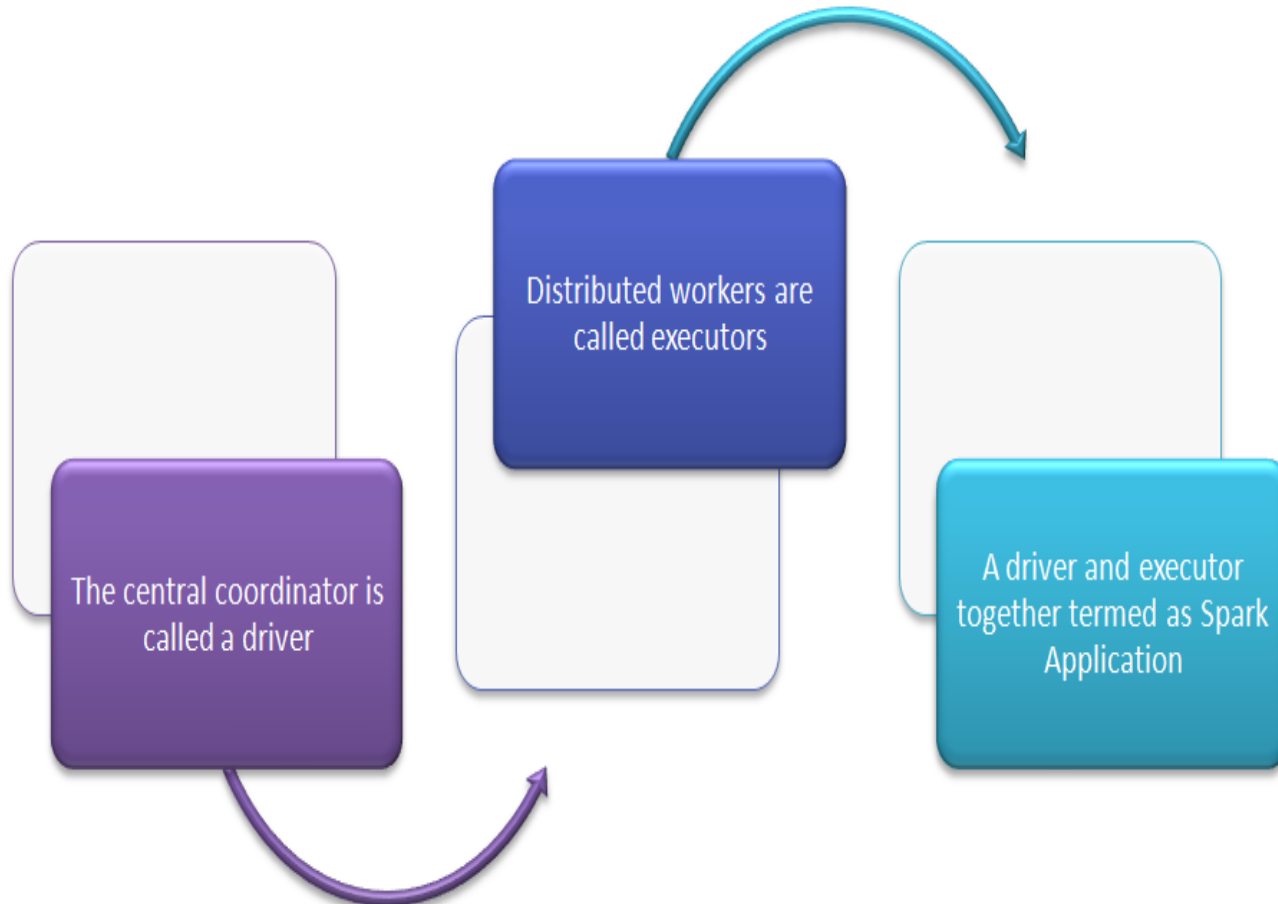 The central coordinator is
called a driver
Distributed workers are
called executors
A driver and executor
together termed as Spark
Application